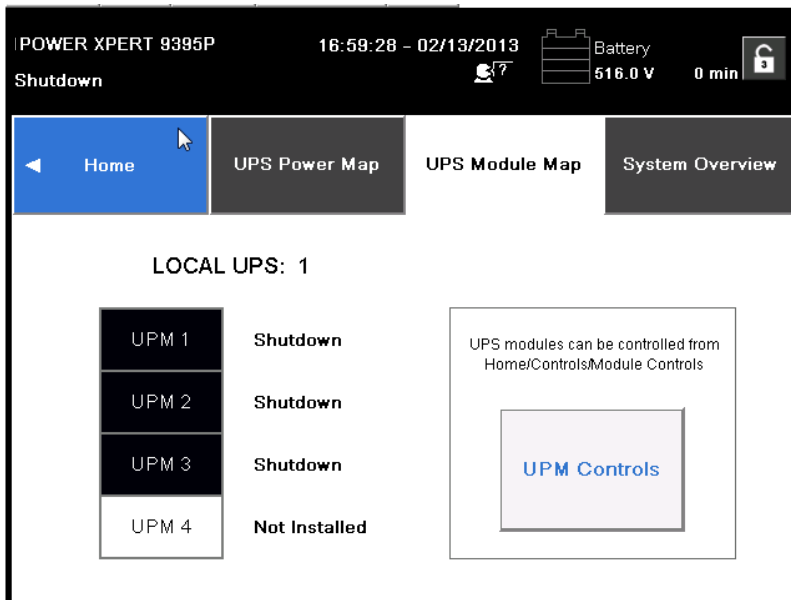 POWER XPERT 9395P 16:59:28 - 02/13/2013 Battery
Shutdown ? 516.0 V 0 min 3
Home UPS Power Map UPS Module Map System Overview
LOCAL UPS: 1
UPM 1 Shutdown
UPM 2 Shutdown
UPM 3 Shutdown
UPM 4 Not Installed
UPS modules can be controlled from
Home/Controls/Module Controls
UPM Controls